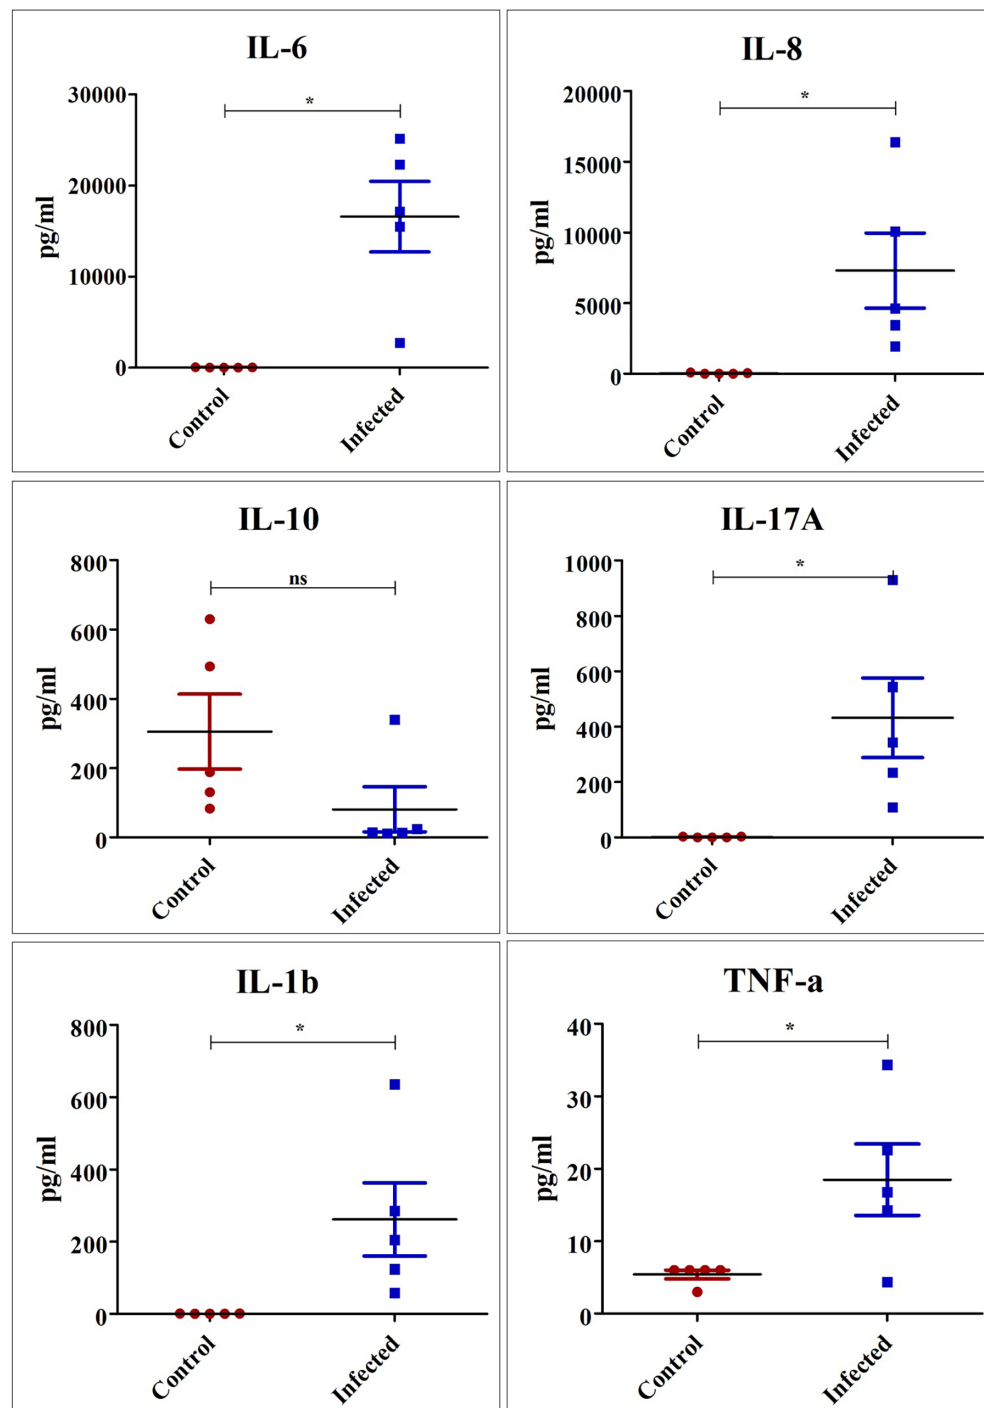 IL-6
30000
20000
10000
0
pg/ml
*
Control
Infected
IL-8
20000
15000
10000
5000
0
pg/ml
*
Control
Infected
IL-10
800
600
400
200
0
pg/ml
ns
Control
Infected
IL-17A
1000
800
600
400
200
0
pg/ml
*
Control
Infected
IL-1b
800
600
400
200
0
pg/ml
*
Control
Infected
TNF-a
40
30
20
10
0
pg/ml
*
Control
Infected